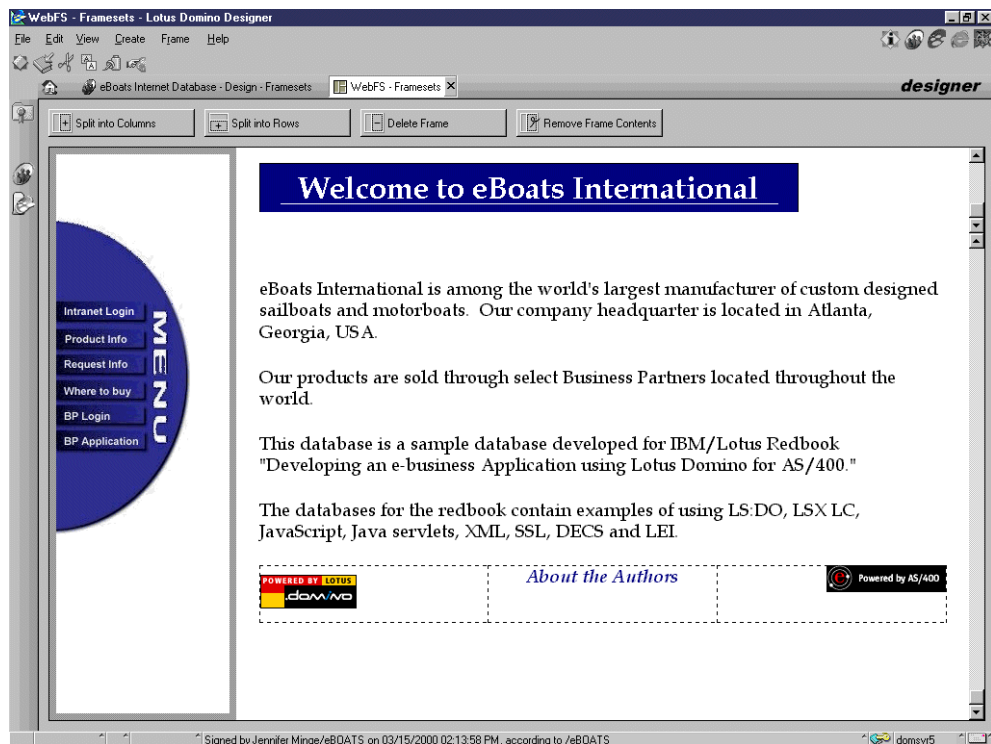 WebFS - Framesets - Lotus Domino Designer
File Edit View Create Frame Help
eBoats Internet Database - Design - Framesets WebFS - Framesets designer
Split into Columns Split into Rows Delete Frame Remove Frame Contents
Welcome to eBoats International
Intranet Login
Product Info
Request Info
Where to buy
BP Login
BP Application
MENU
eBoats International is among the world's largest manufacturer of custom designed
sailboats and motorboats. Our company headquarter is located in Atlanta,
Georgia, USA.
Our products are sold through select Business Partners located throughout the
world.
This database is a sample database developed for IBM/Lotus Redbook
"Developing an e-business Application using Lotus Domino for AS/400."
The databases for the redbook contain examples of using LS:DO, LSX LC,
JavaScript, Java servlets, XML, SSL, DECS and LEI.
POWERED BY LOTUS
.domino
About the Authors
e Powered by AS/400
Signed by Jennifer Minge/eBOATS on 03/15/2000 02:13:58 PM, according to /eBOATS domsvr5